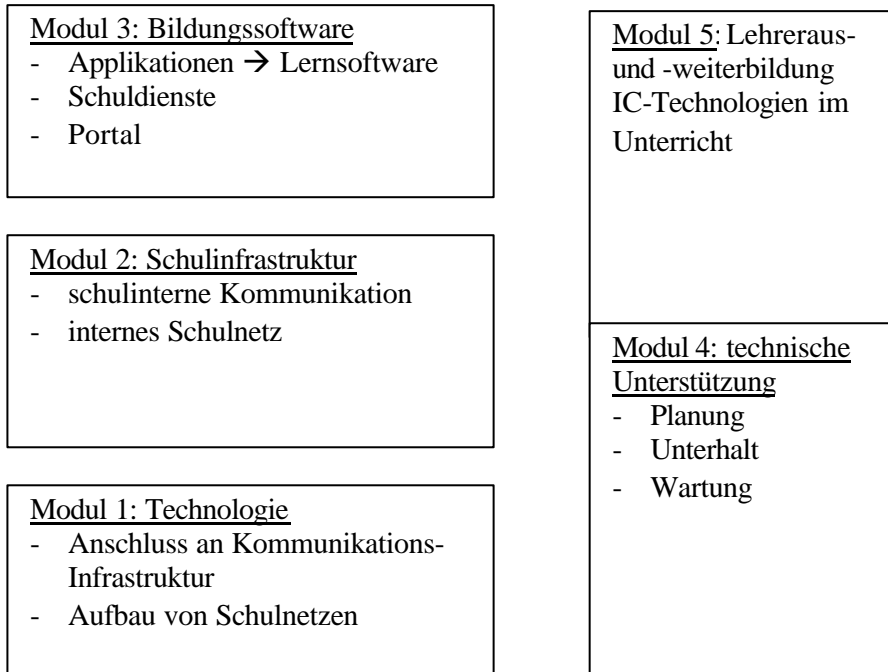 Modul 3: Bildungssoftware
- Applikationen → Lernsoftware
- Schuldienste
- Portal
Modul 2: Schulinfrastruktur
- schulinterne Kommunikation
- internes Schulnetz
Modul 1: Technologie
- Anschluss an Kommunikations-
Infrastruktur
- Aufbau von Schulnetzen
Modul 5: Lehreraus-
und -weiterbildung
IC-Technologien im
Unterricht
Modul 4: technische
Unterstützung
- Planung
- Unterhalt
- Wartung